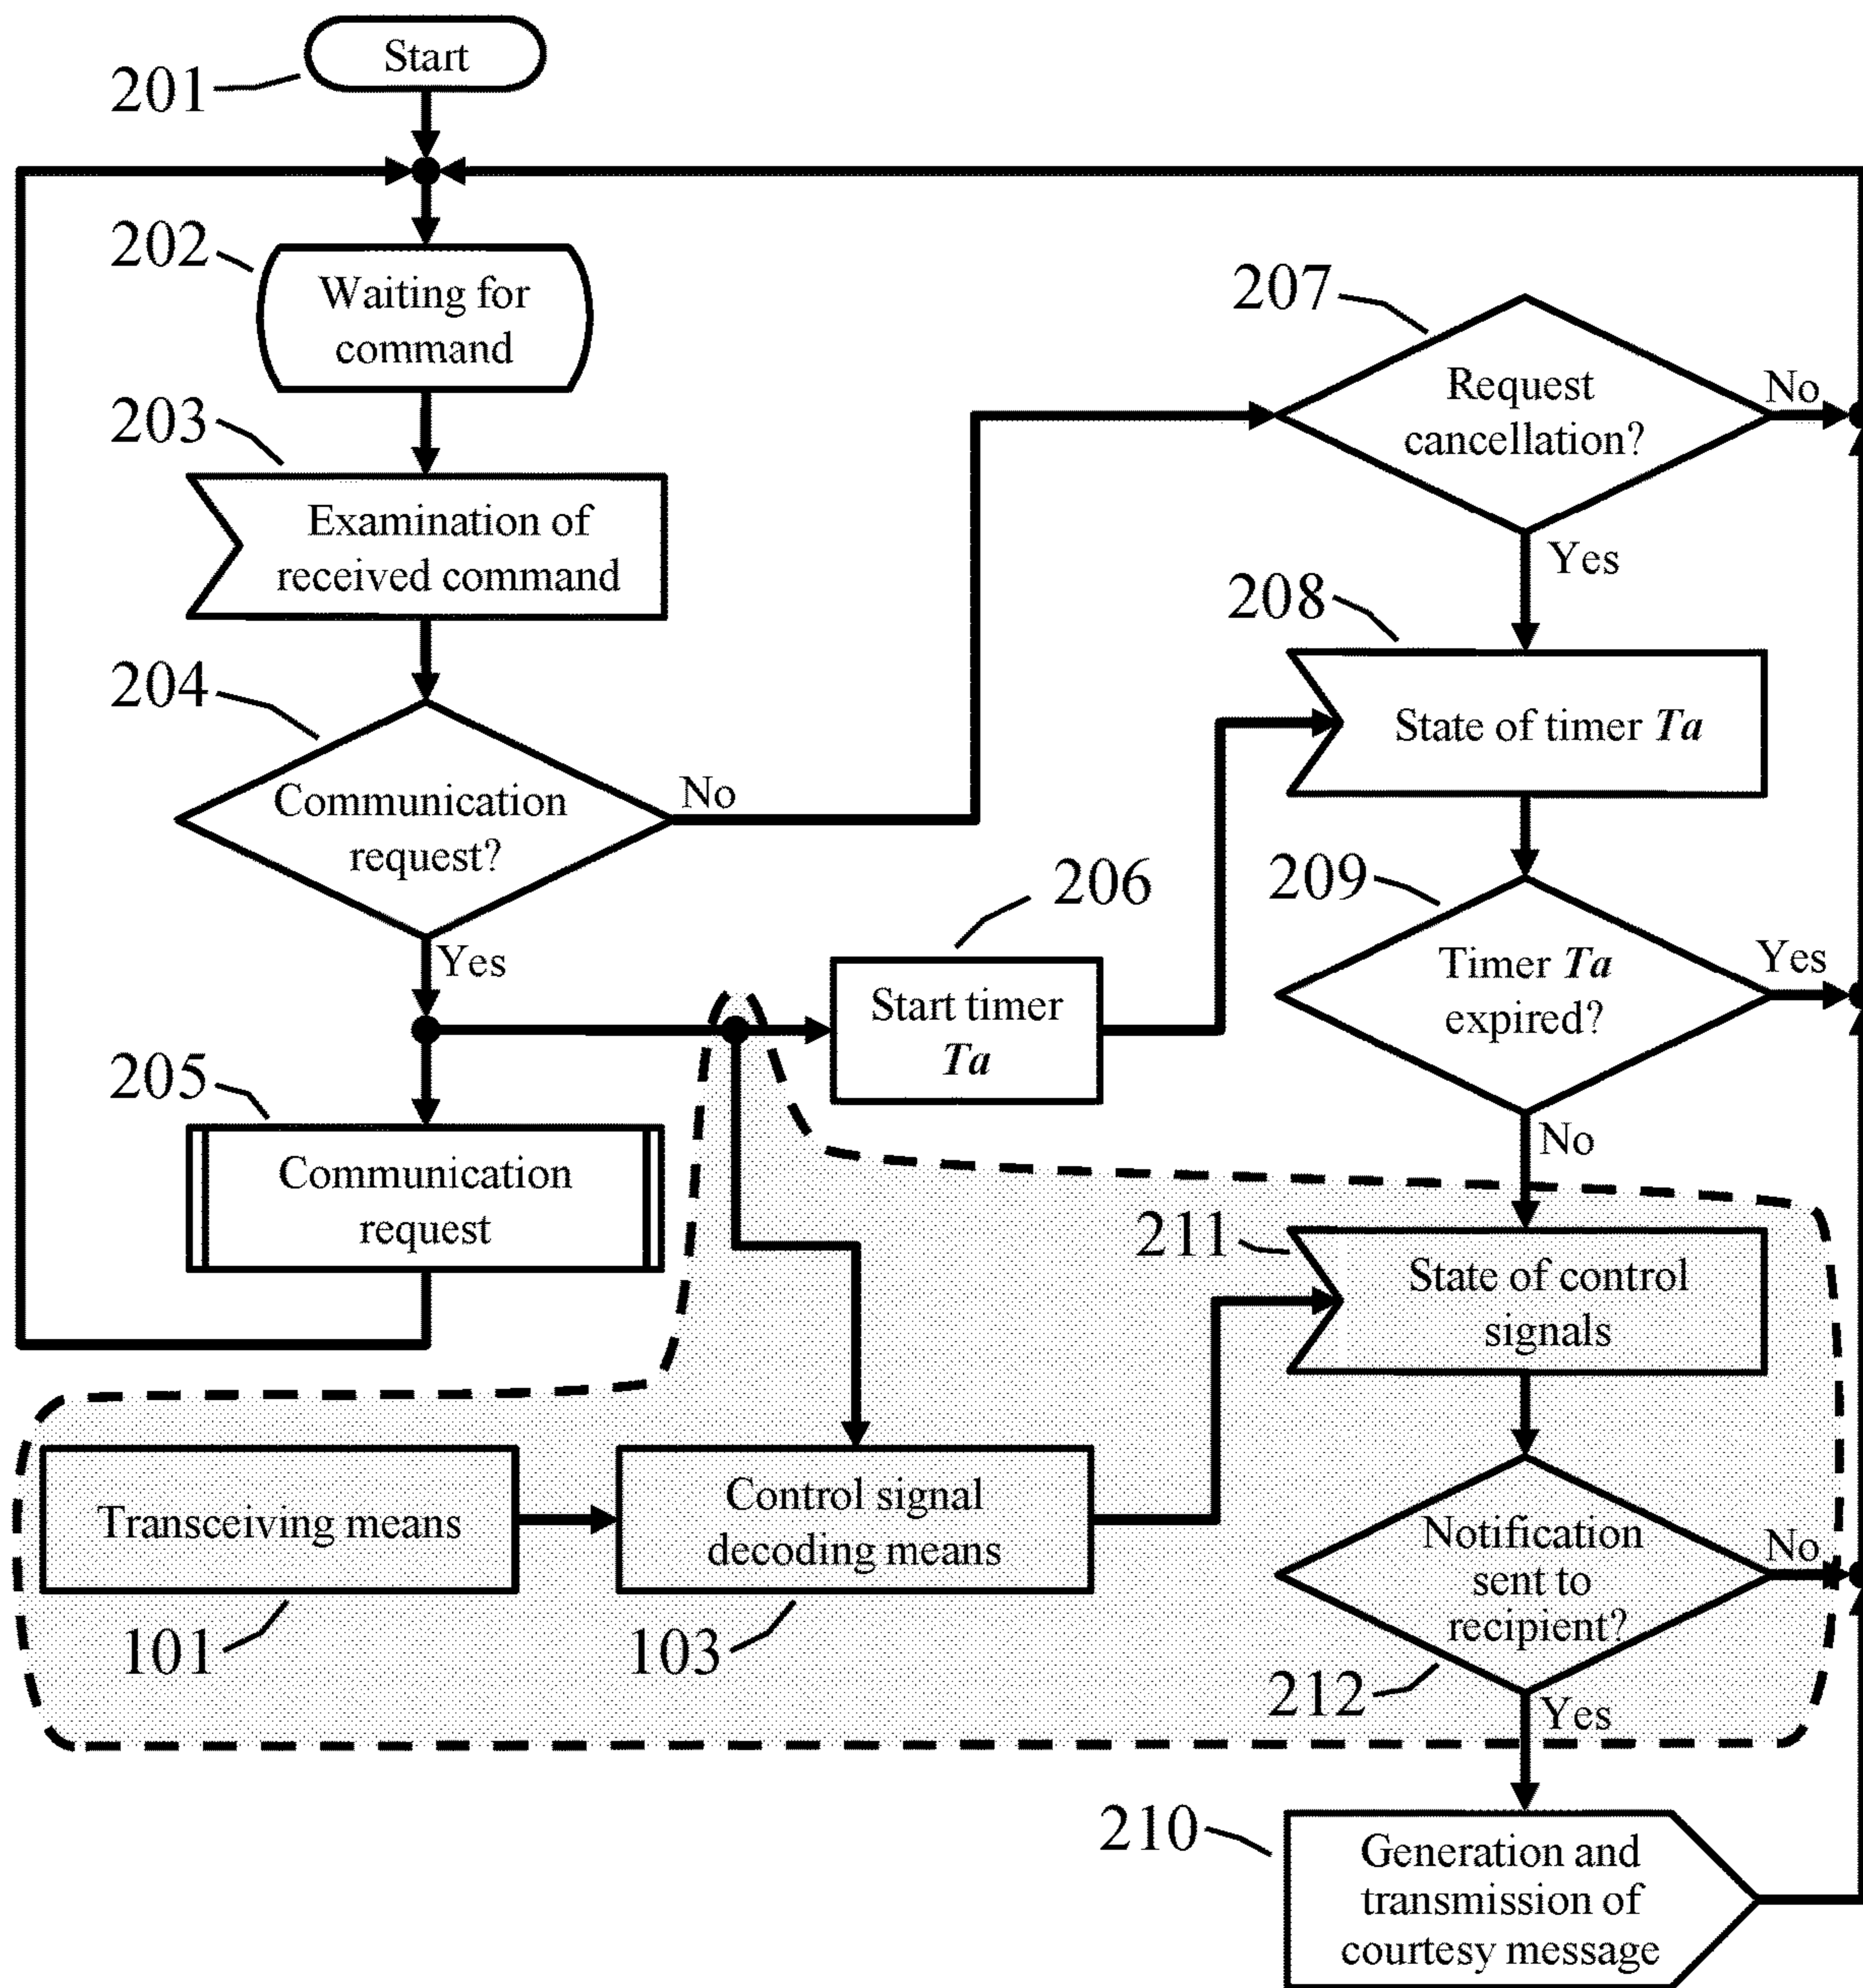 Start
201
202
Waiting for
command
203
Examination of
received command
204
Communication
request?
No
Yes
205
Communication
request
206
Start timer
Ta
207
Request
cancellation?
No
Yes
208
State of timer Ta
209
Timer Ta
expired?
Yes
No
211
State of control
signals
Transceiving means
101
Control signal
decoding means
103
Notification
sent to
recipient?
No
212
Yes
210
Generation and
transmission of
courtesy message